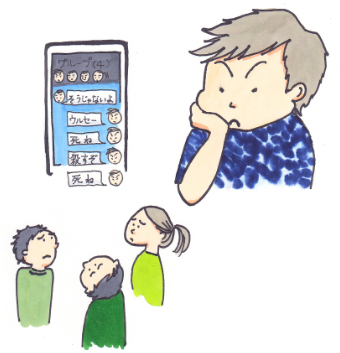 グループ(4)
そうじゃないよ
ウルセー
死ね
殺すぞ
死ね